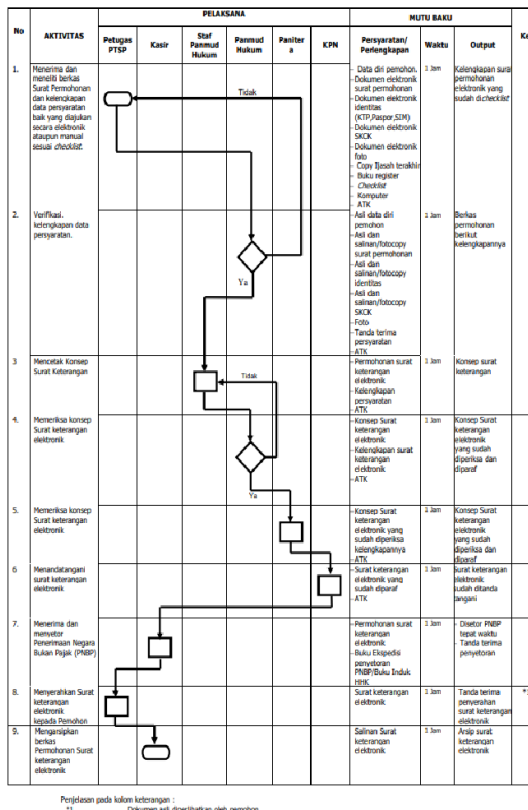 PELAKSANA
MUTU BAKU
No
AKTIVITAS
Petugas
PTSP
Kasir
Staf
Panmud
Hukum
Panmud
Hukum
Paniter
a
KPN
Persyaratan/
Perlengkapan
Waktu
Output
Ke
1.
Menerima dan
meneliti berkas
Surat Permohonan
dan kelengkapan
data persyaratan
baik yang diajukan
secara elektronik
ataupun manual
sesuai checklist.
Tidak
- Data diri pemohon.
- Dokumen elektronik
surat permohonan
- Dokumen elektronik
identitas
(KTP,Paspor,SIM)
- Dokumen elektronik
SKCK
- Dokumen elektronik
foto
- Copy Ijasah terakhir
- Buku register
- Checklist
- Komputer
- ATK
1 Jam
Kelengkapan surat
permohonan
elektronik yang
sudah dichecklist
2.
Verifikasi.
kelengkapan data
persyaratan.
Ya
- Asli data diri
pemohon
- Asli dan
salinan/fotocopy
surat permohonan
- Asli dan
salinan/fotocopy
identitas
- Asli dan
salinan/fotocopy
SKCK
- Foto
- Tanda terima
persyaratan
- ATK
2 Jam
Berkas
permohonan
berikut
kelengkapannya
3
Mencetak Konsep
Surat Keterangan
Tidak
- Permohonan surat
keterangan
elektronik.
- Kelengkapan
persyaratan
- ATK
1 Jam
Konsep surat
keterangan
4.
Memeriksa konsep
Surat keterangan
elektronik
Ya
- Konsep Surat
keterangan
elektronik
- Kelengkapan surat
keterangan
elektronik
- ATK
1 Jam
Konsep Surat
keterangan
elektronik
yang sudah
diperiksa dan
diparaf
5.
Memeriksa konsep
Surat keterangan
elektronik
- Konsep Surat
keterangan
elektronik yang
sudah diperiksa
kelengkapannya
- ATK
1 Jam
Konsep Surat
keterangan
elektronik
yang sudah
diperiksa dan
diparaf
6
Menandatangani
surat keterangan
elektronik
- Surat keterangan
elektronik yang
sudah diparaf
- ATK
1 Jam
Surat keterangan
elektronik
sudah ditanda
tangani
7.
Menerima dan
menyetor
Penerimaan Negara
Bukan Pajak (PNBP)
- Permohonan surat
keterangan
elektronik
- Buku Ekspedisi
penyetoran
PNBP/Buku Induk
HHK
1 Jam
- Disetor PNBP
tepat waktu
- Tanda terima
penyetoran
8.
Menyerahkan Surat
keterangan
elektronik
kepada Pemohon
Surat keterangan
elektronik
1 Jam
Tanda terima
penyerahan
surat keterangan
elektronik
9.
Mengarsipkan
berkas
Permohonan Surat
keterangan
elektronik
Salinan Surat
keterangan
elektronik
1 Jam
Arsip surat
keterangan
elektronik
Penjelasan pada kolom keterangan :
*1 Dokumen asli diperlihatkan oleh pemohon